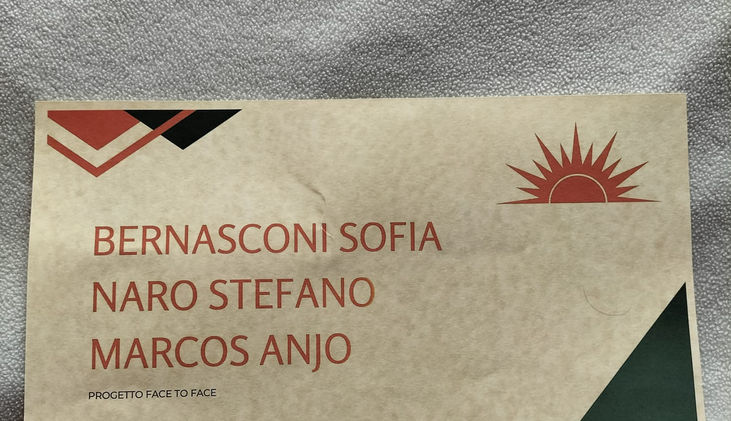 BERNASCONI SOFIA
NARO STEFANO
MARCOS ANJO
PROGETTO FACE TO FACE